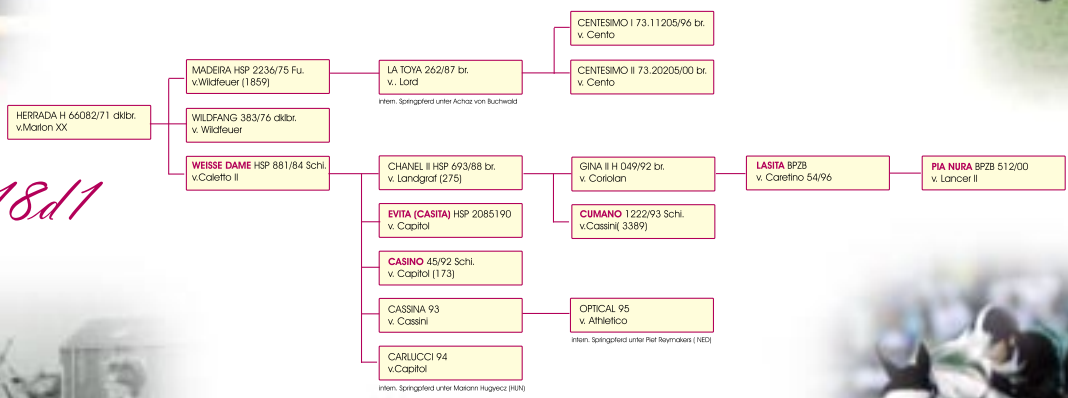 CENTESIMO I 73.11205/96 br.
v. Cento
MADEIRA HSP 2236/75 Fu.
v.Wildfeuer (1859)
LA TOYA 262/87 br.
v.. Lord
CENTESIMO II 73.20205/00 br.
v. Cento
intern. Springpferd unter Achaz von Buchwald
HERRADA H 66082/71 dklbr.
v.Marlon XX
WILDFANG 383/76 dklbr.
v. Wildfeuer
WEISSE DAME HSP 881/84 Schi.
v.Caletto II
CHANEL II HSP 693/88 br.
v. Landgraf (275)
GINA II H 049/92 br.
v. Coriolan
LASITA BPZB
v. Caretino 54/96
PIA NURA BPZB 512/00
v. Lancer II
18d1
EVITA (CASITA) HSP 2085190
v. Capitol
CUMANO 1222/93 Schi.
v.Cassini( 3389)
CASINO 45/92 Schi.
v. Capitol (173)
CASSINA 93
v. Cassini
OPTICAL 95
v. Athletico
intern. Springpferd unter Piet Reymakers ( NED)
CARLUCCI 94
v.Capitol
intern. Springpferd unter Mariann Hugyecz (HUN)